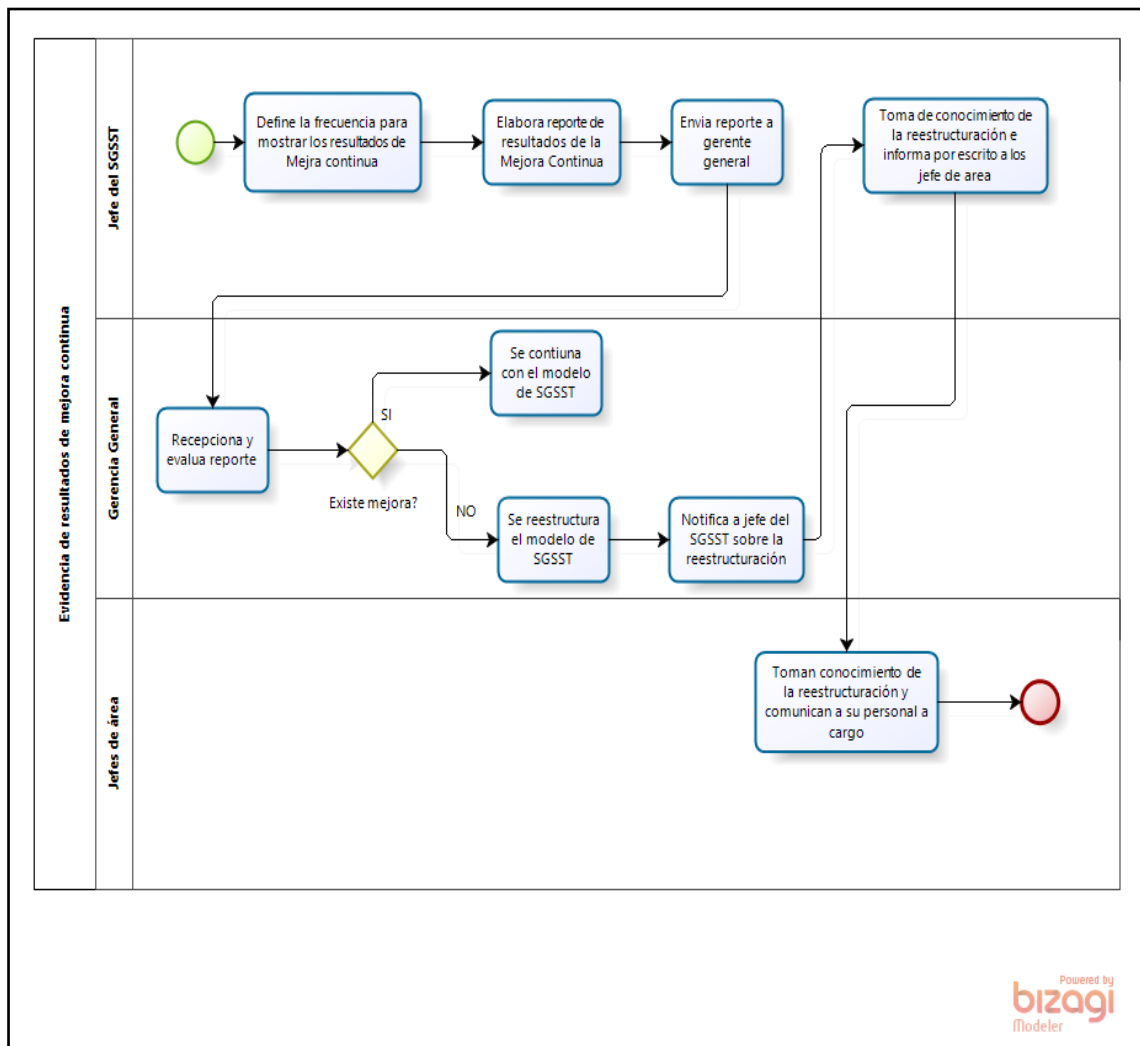 Evidencia de resultados de mejora continua
Jefe del SGSST
Define la frecuencia para
mostrar los resultados de
Mejra continua
Elabora reporte de
resultados de la
Mejora Continua
Envia reporte a
gerente
general
Toma de conocimiento de
la reestructuración e
informa por escrito a los
jefe de area
Gerencia General
Recepciona y
evalua reporte
Existe mejora?
SI
Se contiuna
con el modelo
de SGSST
NO
Se reestructura
el modelo de
SGSST
Notifica a jefe del
SGSST sobre la
reestructuración
Jefes de área
Toman conocimiento de
la reestructuración y
comunican a su personal a
cargo
Powered by
bizagi
Modeler